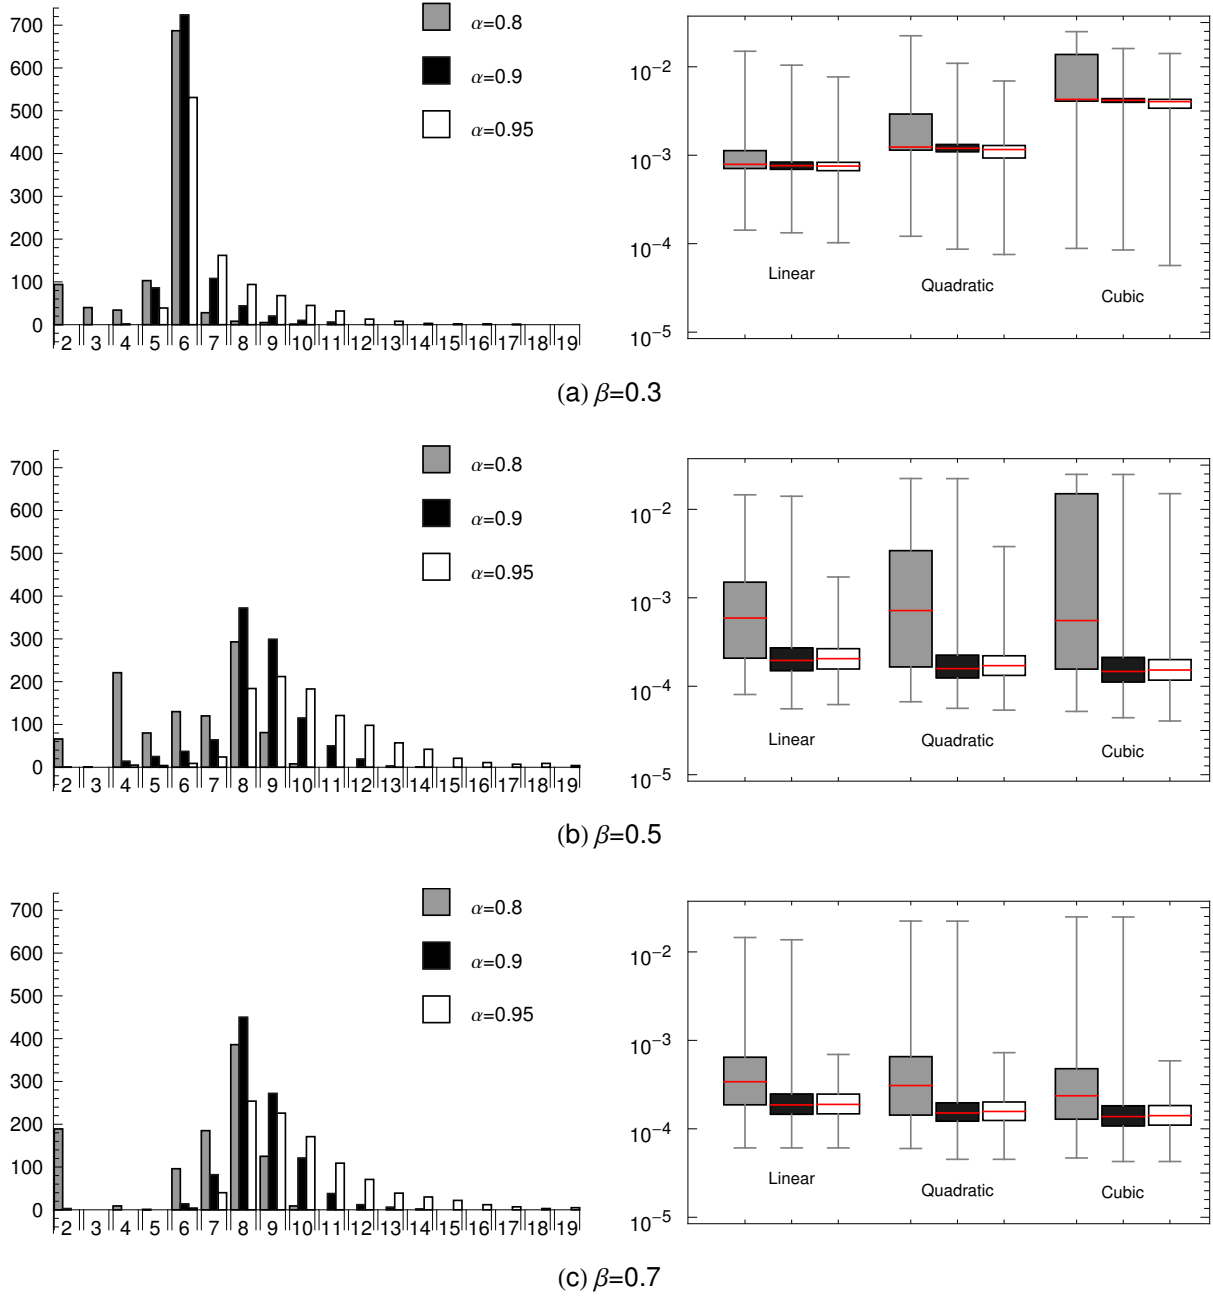 700
600
500
400
300
200
100
0
2 3 4 5 6 7 8 9 10 11 12 13 14 15 16 17 18 19
α=0.8
α=0.9
α=0.95
10⁻²
10⁻³
10⁻⁴
10⁻⁵
Linear
Quadratic
Cubic
(a) β=0.3
700
600
500
400
300
200
100
0
2 3 4 5 6 7 8 9 10 11 12 13 14 15 16 17 18 19
α=0.8
α=0.9
α=0.95
10⁻²
10⁻³
10⁻⁴
10⁻⁵
Linear
Quadratic
Cubic
(b) β=0.5
700
600
500
400
300
200
100
0
2 3 4 5 6 7 8 9 10 11 12 13 14 15 16 17 18 19
α=0.8
α=0.9
α=0.95
10⁻²
10⁻³
10⁻⁴
10⁻⁵
Linear
Quadratic
Cubic
(c) β=0.7